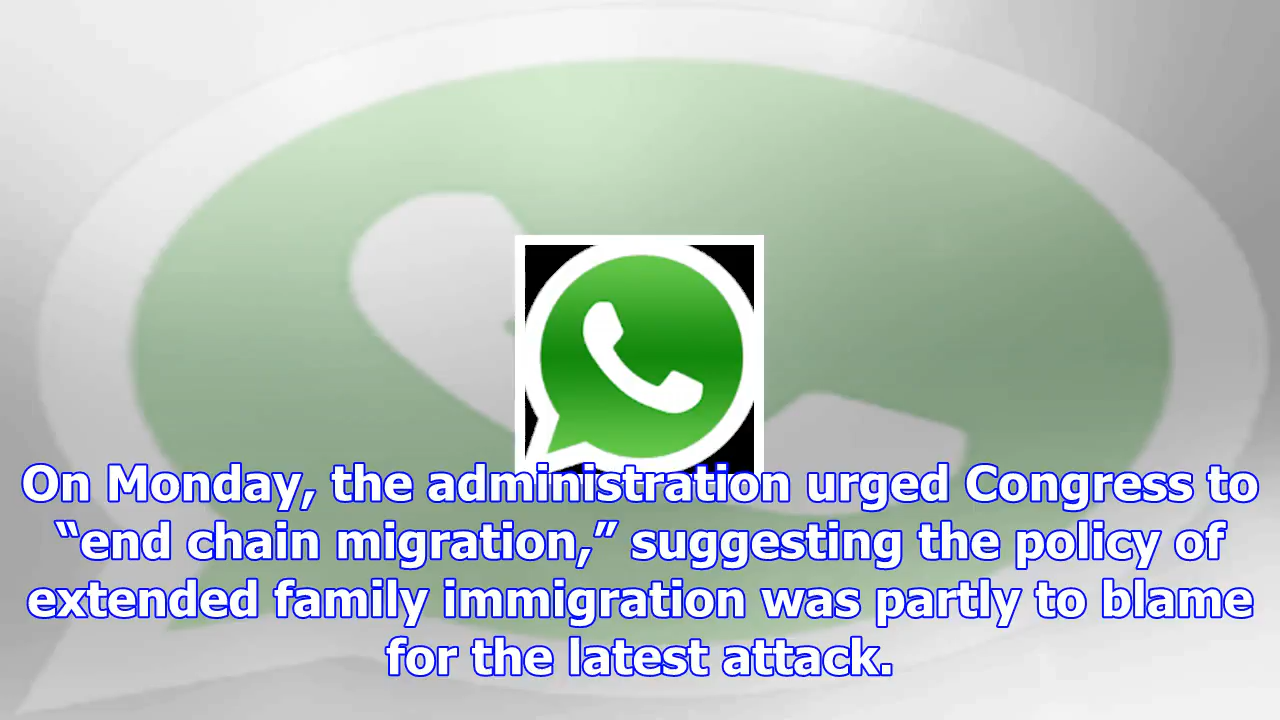 On Monday, the administration urged Congress to
“end chain migration,” suggesting the policy of
extended family immigration was partly to blame
for the latest attack.